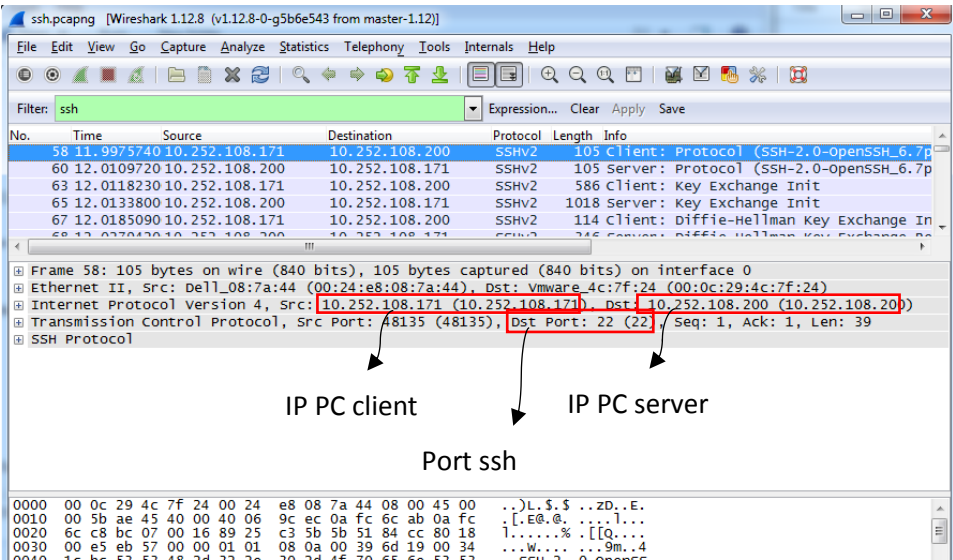 ssh.pcapng [Wireshark 1.12.8 (v1.12.8-0-g5b6e543 from master-1.12)]
File Edit View Go Capture Analyze Statistics Telephony Tools Internals Help
Filter: ssh Expression... Clear Apply Save
No. Time Source Destination Protocol Length Info
58 11.9975740 10.252.108.171 10.252.108.200 SSHv2 105 Client: Protocol (SSH-2.0-OpenSSH_6.7p
60 12.0109720 10.252.108.200 10.252.108.171 SSHv2 105 Server: Protocol (SSH-2.0-OpenSSH_6.7p
63 12.0118230 10.252.108.171 10.252.108.200 SSHv2 586 Client: Key Exchange Init
65 12.0133800 10.252.108.200 10.252.108.171 SSHv2 1018 Server: Key Exchange Init
67 12.0185090 10.252.108.171 10.252.108.200 SSHv2 114 Client: Diffie-Hellman Key Exchange In
Frame 58: 105 bytes on wire (840 bits), 105 bytes captured (840 bits) on interface 0
Ethernet II, Src: Dell_08:7a:44 (00:24:e8:08:7a:44), Dst: Vmware_4c:7f:24 (00:0c:29:4c:7f:24)
Internet Protocol Version 4, Src: 10.252.108.171 (10.252.108.171), Dst: 10.252.108.200 (10.252.108.200)
Transmission Control Protocol, Src Port: 48135 (48135), Dst Port: 22 (22), Seq: 1, Ack: 1, Len: 39
SSH Protocol
IP PC client
IP PC server
Port ssh
0000 00 0c 29 4c 7f 24 00 24 e8 08 7a 44 08 00 45 00 ..)L.$.$ ..zD..E.
0010 00 5b ae 45 40 00 40 06 9c ec 0a fc 6c ab 0a fc .[.E@.@. ....l...
0020 6c c8 bc 07 00 16 89 25 c3 5b 5b 51 84 cc 80 18 l......% .[[Q....
0030 00 e5 eb 57 00 00 01 01 08 0a 00 39 6d 19 00 34 ...W.... ...9m..4